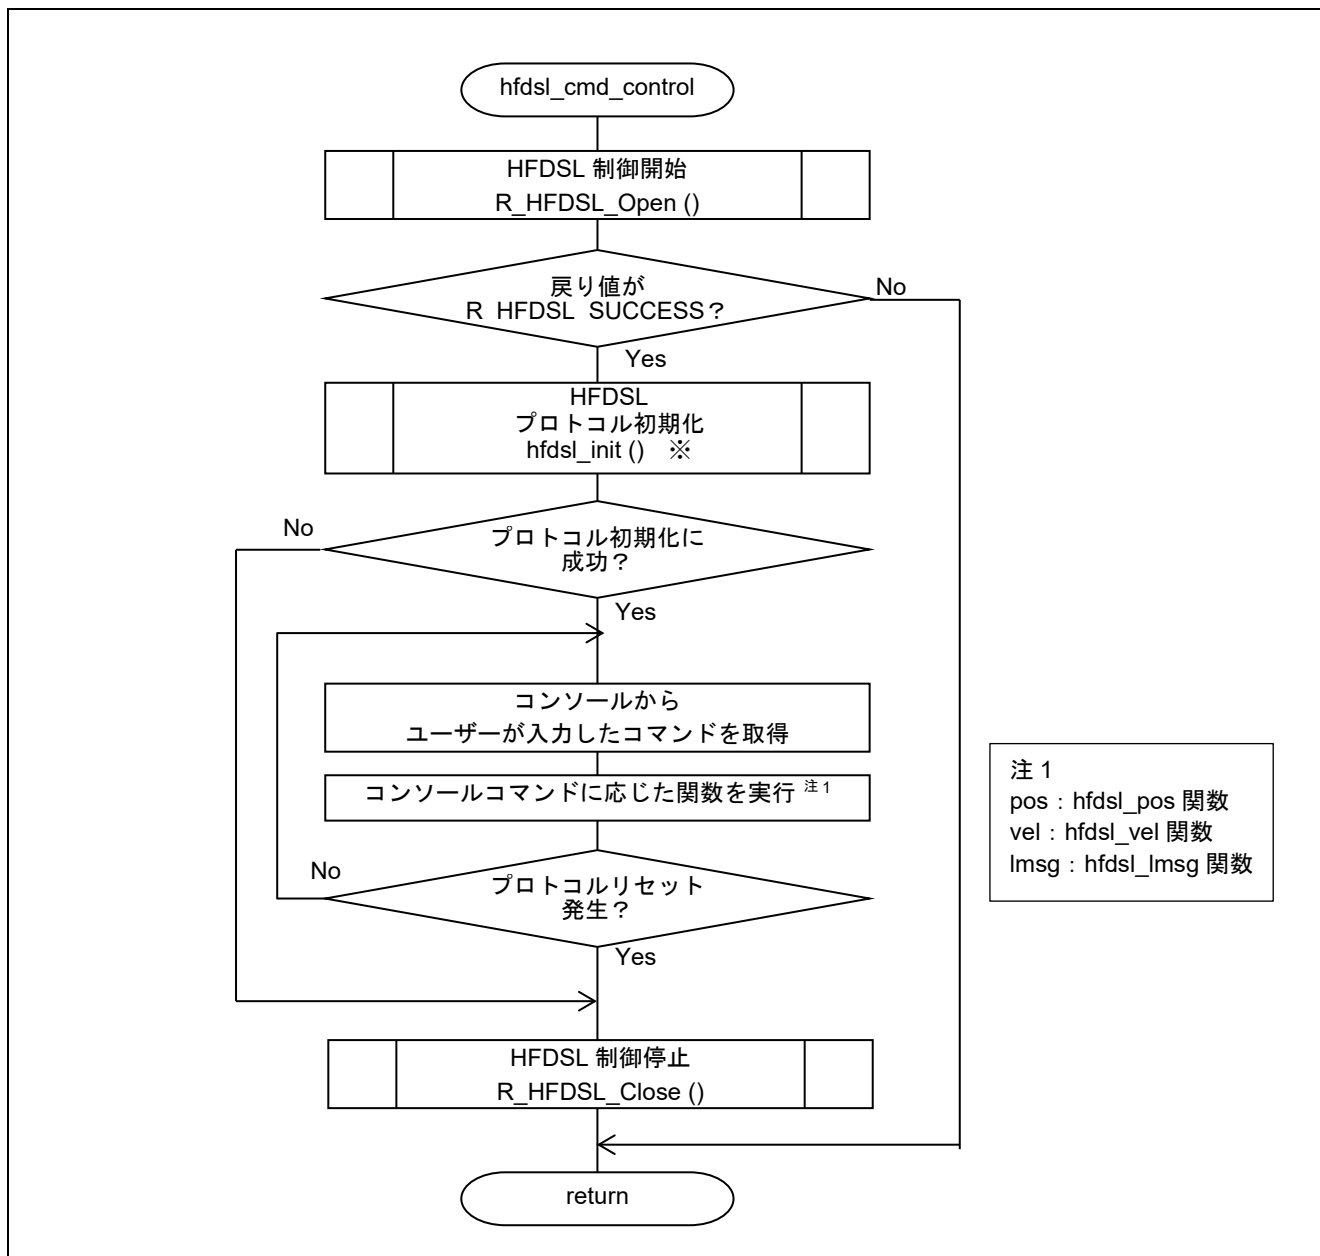 hfdsl_cmd_control
HFDSL 制御開始
R_HFDSL_Open ()
戻り値が
R HFDSL SUCCESS？
No
Yes
HFDSL
プロトコル初期化
hfdsl_init () ※
No
プロトコル初期化に
成功？
Yes
コンソールから
ユーザーが入力したコマンドを取得
コンソールコマンドに応じた関数を実行 注 1
No
プロトコルリセット
発生？
Yes
注 1
pos：hfdsl_pos 関数
vel：hfdsl_vel 関数
lmsg：hfdsl_lmsg 関数
HFDSL 制御停止
R_HFDSL_Close ()
return